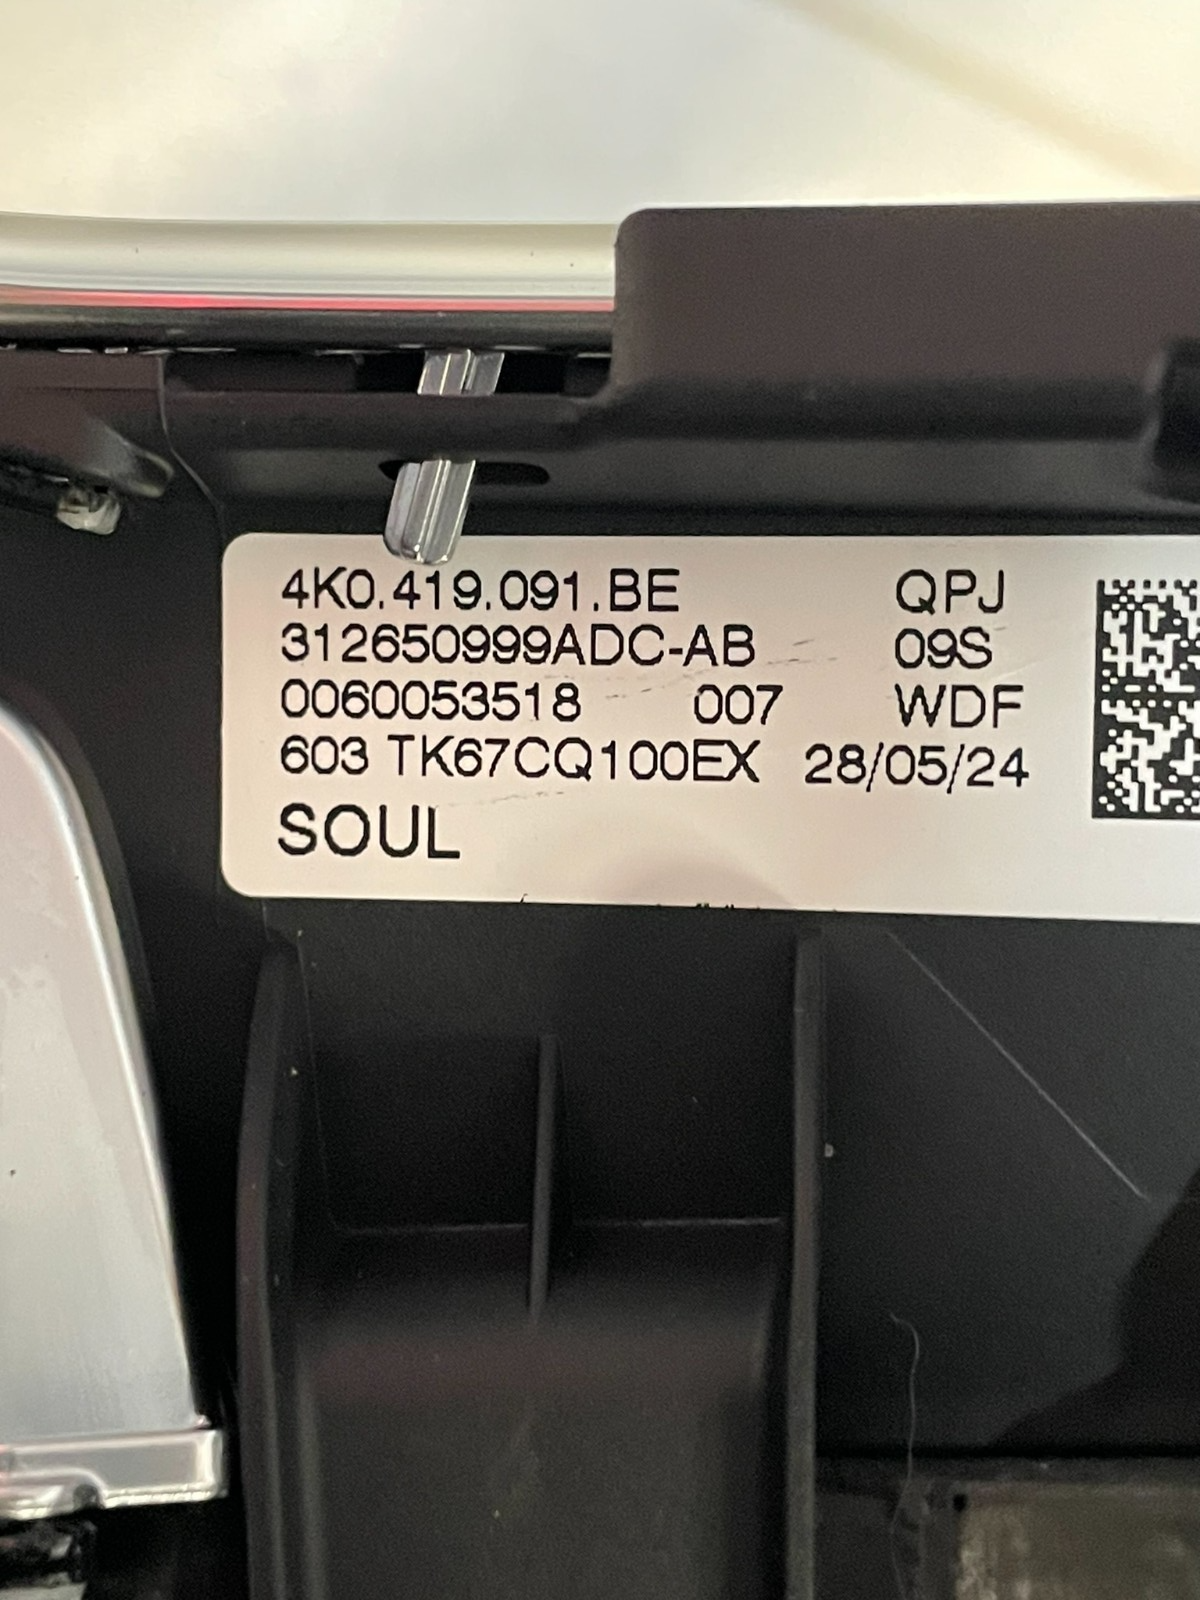 4K0.419.091.BE QPJ
312650999ADC-AB 09S
0060053518 007 WDF
603 TK67CQ100EX 28/05/24
SOUL